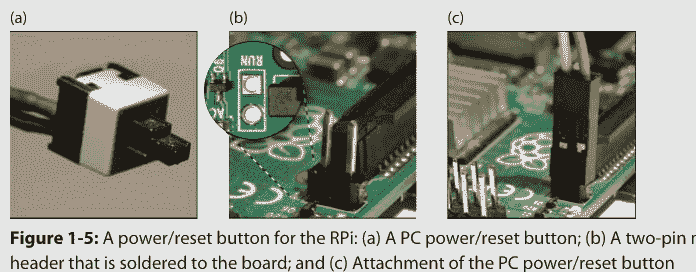 (a) (b) (c)
RUN
Figure 1-5: A power/reset button for the RPi: (a) A PC power/reset button; (b) A two-pin
header that is soldered to the board; and (c) Attachment of the PC power/reset button